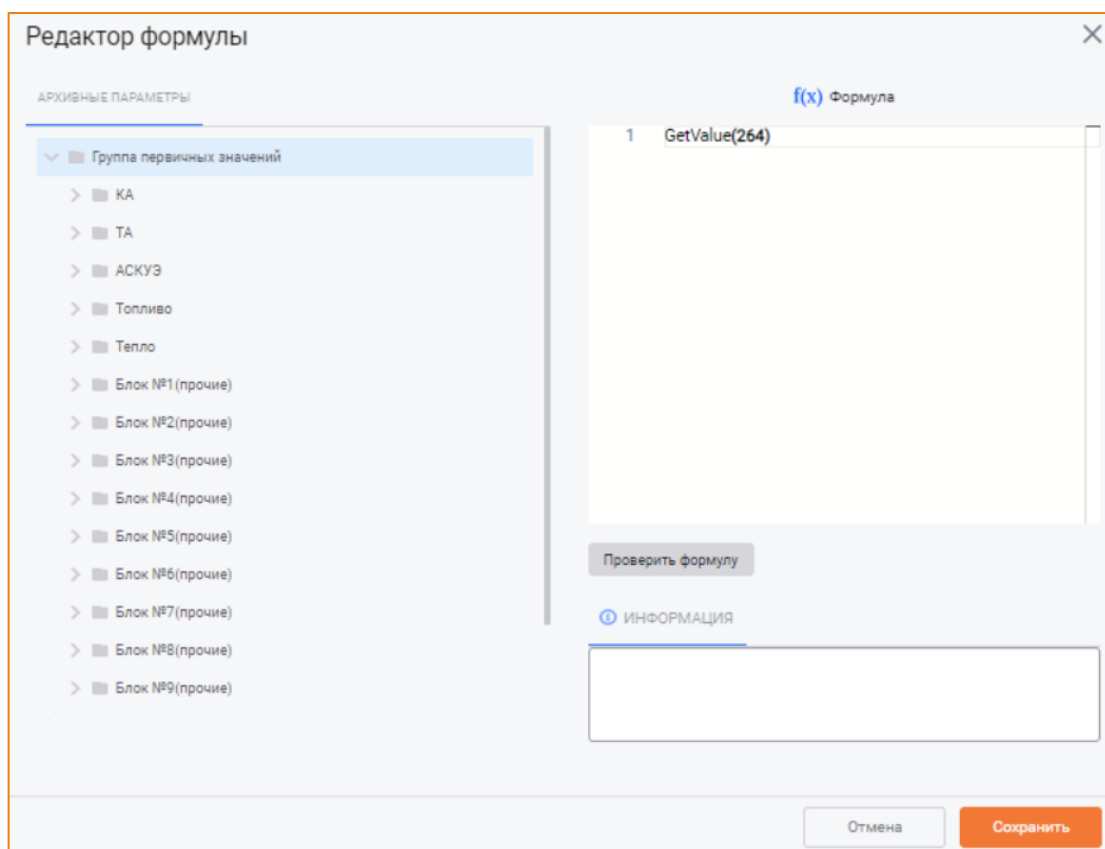 Редактор формулы
АРХИВНЫЕ ПАРАМЕТРЫ
Группа первичных значений
КА
ТА
АСКУЭ
Топливо
Тепло
Блок №1(прочие)
Блок №2(прочие)
Блок №3(прочие)
Блок №4(прочие)
Блок №5(прочие)
Блок №6(прочие)
Блок №7(прочие)
Блок №8(прочие)
Блок №9(прочие)
f(x) Формула
1 GetValue(264)
Проверить формулу
ИНФОРМАЦИЯ
Отмена
Сохранить